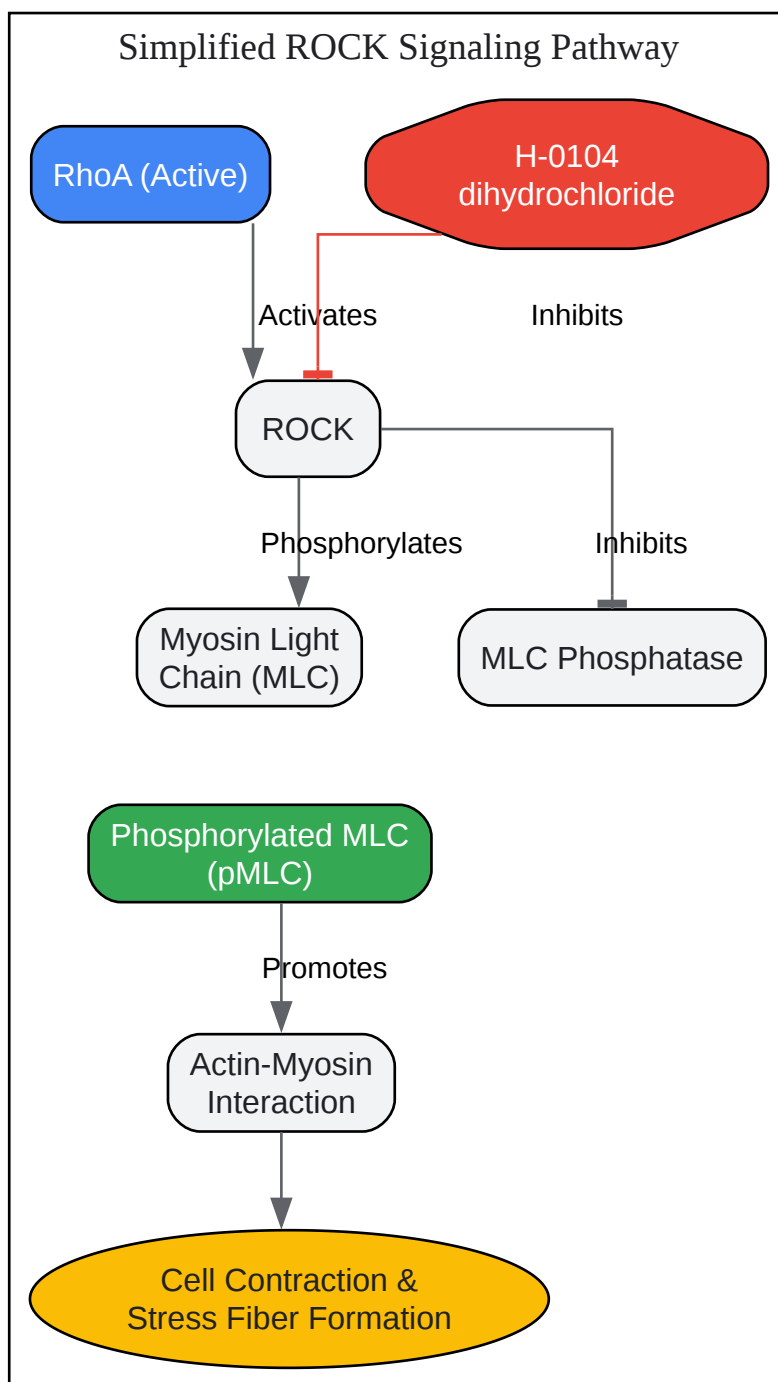 Simplified ROCK Signaling Pathway
RhoA (Active)
H-0104
dihydrochloride
Activates
Inhibits
ROCK
Phosphorylates
Inhibits
Myosin Light
Chain (MLC)
MLC Phosphatase
Phosphorylated MLC
(pMLC)
Promotes
Actin-Myosin
Interaction
Cell Contraction &
Stress Fiber Formation